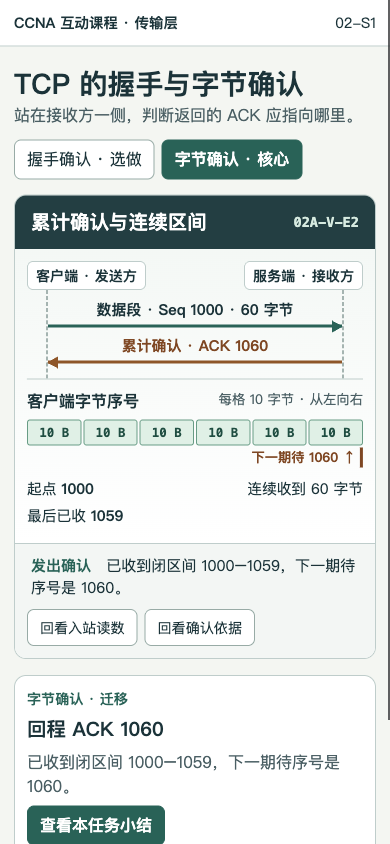 CCNA 互动课程 · 传输层
02-S1
TCP 的握手与字节确认
站在接收方一侧，判断返回的 ACK 应指向哪里。
握手确认 · 选做
字节确认 · 核心
累计确认与连续区间
02A-V-E2
客户端 · 发送方
服务端 · 接收方
数据段 · Seq 1000 · 60 字节
累计确认 · ACK 1060
客户端字节序号
每格 10 字节 · 从左向右
10 B 10 B 10 B 10 B 10 B 10 B
下一期待 1060 ↑
起点 1000
连续收到 60 字节
最后已收 1059
发出确认 已收到闭区间 1000—1059，下一期待
序号是 1060。
回看入站读数
回看确认依据
字节确认 · 迁移
回程 ACK 1060
已收到闭区间 1000—1059，下一期待序号是
1060。
查看本任务小结